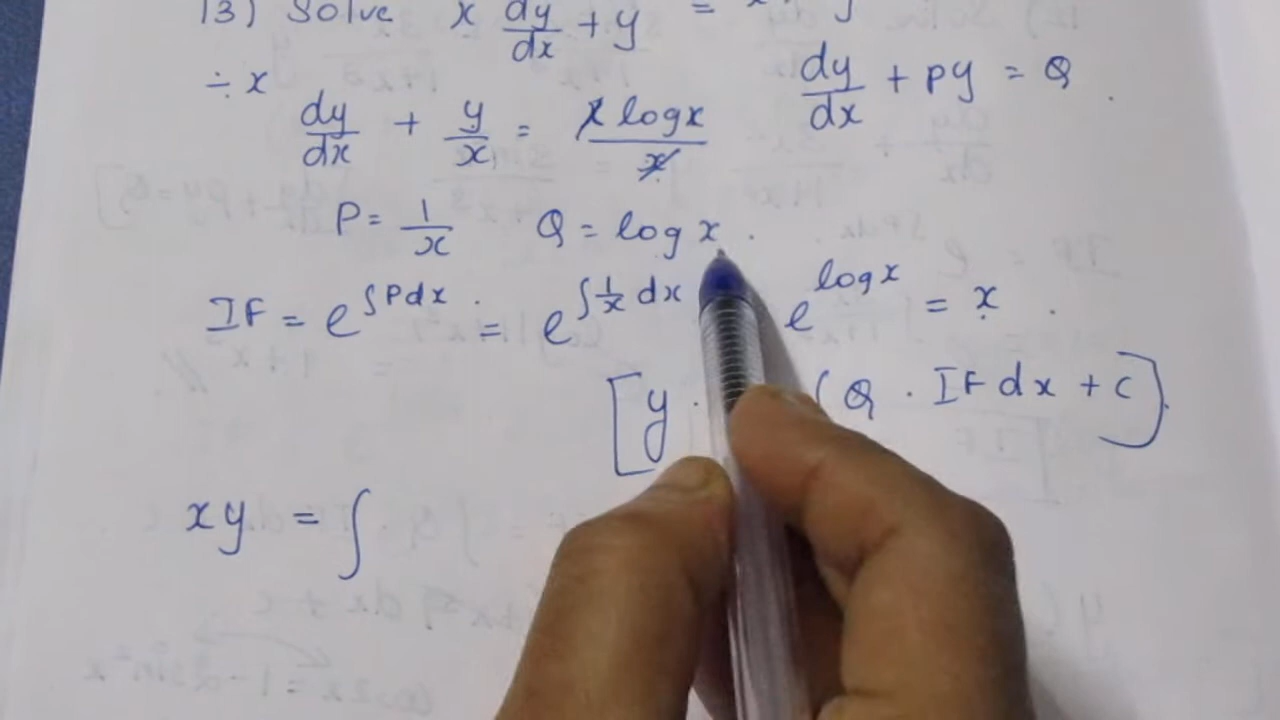 13) Solve x dy/dx + y =
÷ x
dy/dx + y/x = x log x / x
dy/dx + py = Q
P = 1/x Q = log x
IF = e^∫Pdx = e^∫1/x dx e^log x = x
[y · Q · IF dx + c]
xy = ∫